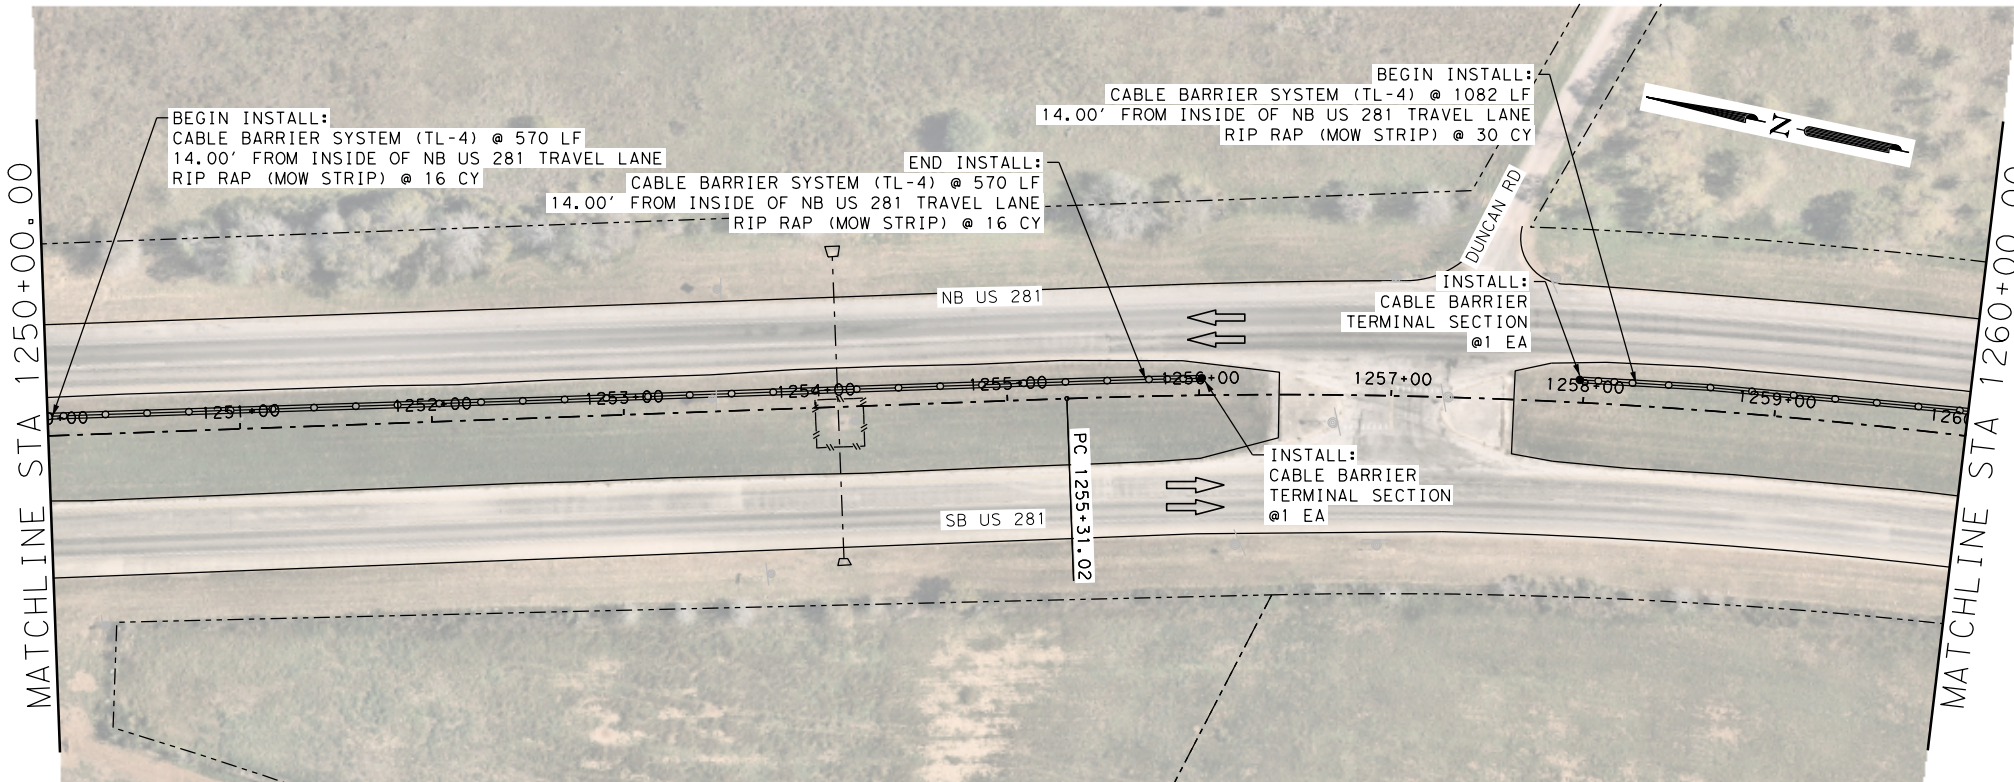 MATCHLINE STA 1250+00.00
BEGIN INSTALL:
CABLE BARRIER SYSTEM (TL-4) @ 570 LF
14.00' FROM INSIDE OF NB US 281 TRAVEL LANE
RIP RAP (MOW STRIP) @ 16 CY
END INSTALL:
CABLE BARRIER SYSTEM (TL-4) @ 570 LF
14.00' FROM INSIDE OF NB US 281 TRAVEL LANE
RIP RAP (MOW STRIP) @ 16 CY
BEGIN INSTALL:
CABLE BARRIER SYSTEM (TL-4) @ 1082 LF
14.00' FROM INSIDE OF NB US 281 TRAVEL LANE
RIP RAP (MOW STRIP) @ 30 CY
N
DUNCAN RD
INSTALL:
CABLE BARRIER
TERMINAL SECTION
@1 EA
NB US 281
+00
1251+00
1252+00
1253+00
1254+00
1255+00
1256+00
1257+00
1258+00
1259+00
1260
PC 1255+31.02
INSTALL:
CABLE BARRIER
TERMINAL SECTION
@1 EA
SB US 281
MATCHLINE STA 1260+00.00